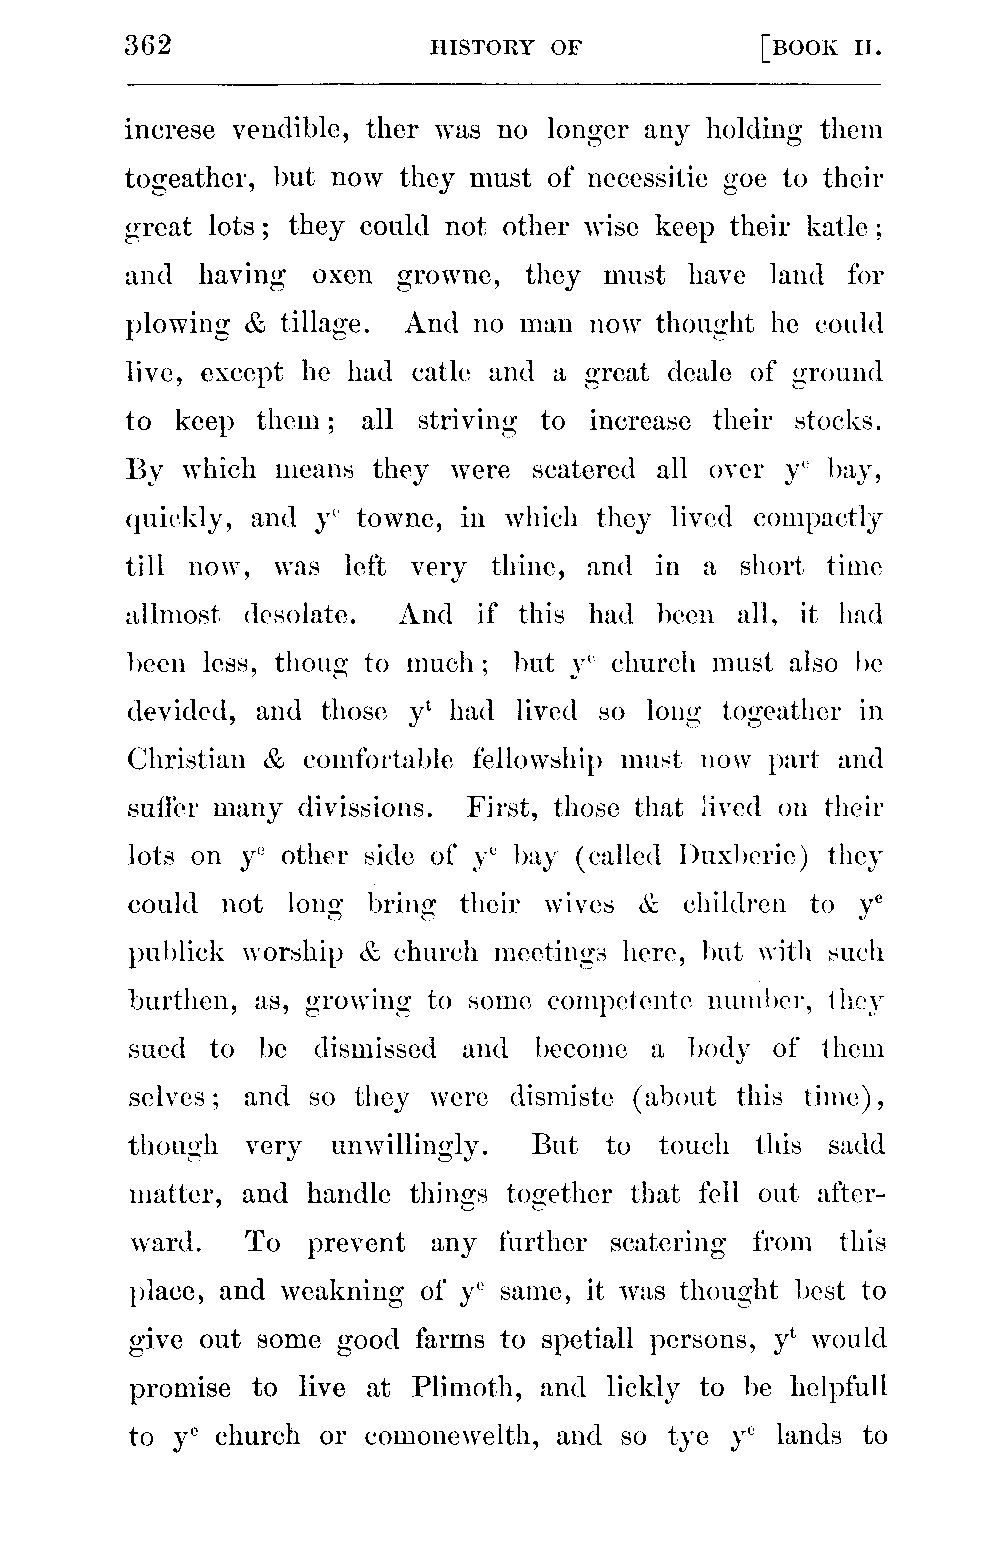 362 HISTORY OF [BOOK II.
increse vendible, ther was no longer any holding them
togeather, but now they must of necessitie goe to their
great lots; they could not other wise keep their katle;
and having oxen growne, they must have land for
plowing & tillage. And no man now thought he could
live, except he had catle and a great deale of ground
to keep them; all striving to increase their stocks.
By which means they were scatered all over yᵉ bay,
quickly, and yᵉ towne, in which they lived compactly
till now, was left very thine, and in a short time
allmost desolate. And if this had been all, it had
been less, thoug to much; but yᵉ church must also be
devided, and those yᵗ had lived so long togeather in
Christian & comfortable fellowship must now part and
suffer many divissions. First, those that lived on their
lots on yᵉ other side of yᵉ bay (called Duxberie) they
could not long bring their wives & children to yᵉ
publick worship & church meetings here, but with such
burthen, as, growing to some competente number, they
sued to be dismissed and become a body of them
selves; and so they were dismiste (about this time),
though very unwillingly. But to touch this sadd
matter, and handle things together that fell out after-
ward. To prevent any further scatering from this
place, and weakning of yᵉ same, it was thought best to
give out some good farms to spetiall persons, yᵗ would
promise to live at Plimoth, and lickly to be helpfull
to yᵉ church or comonewelth, and so tye yᵉ lands to